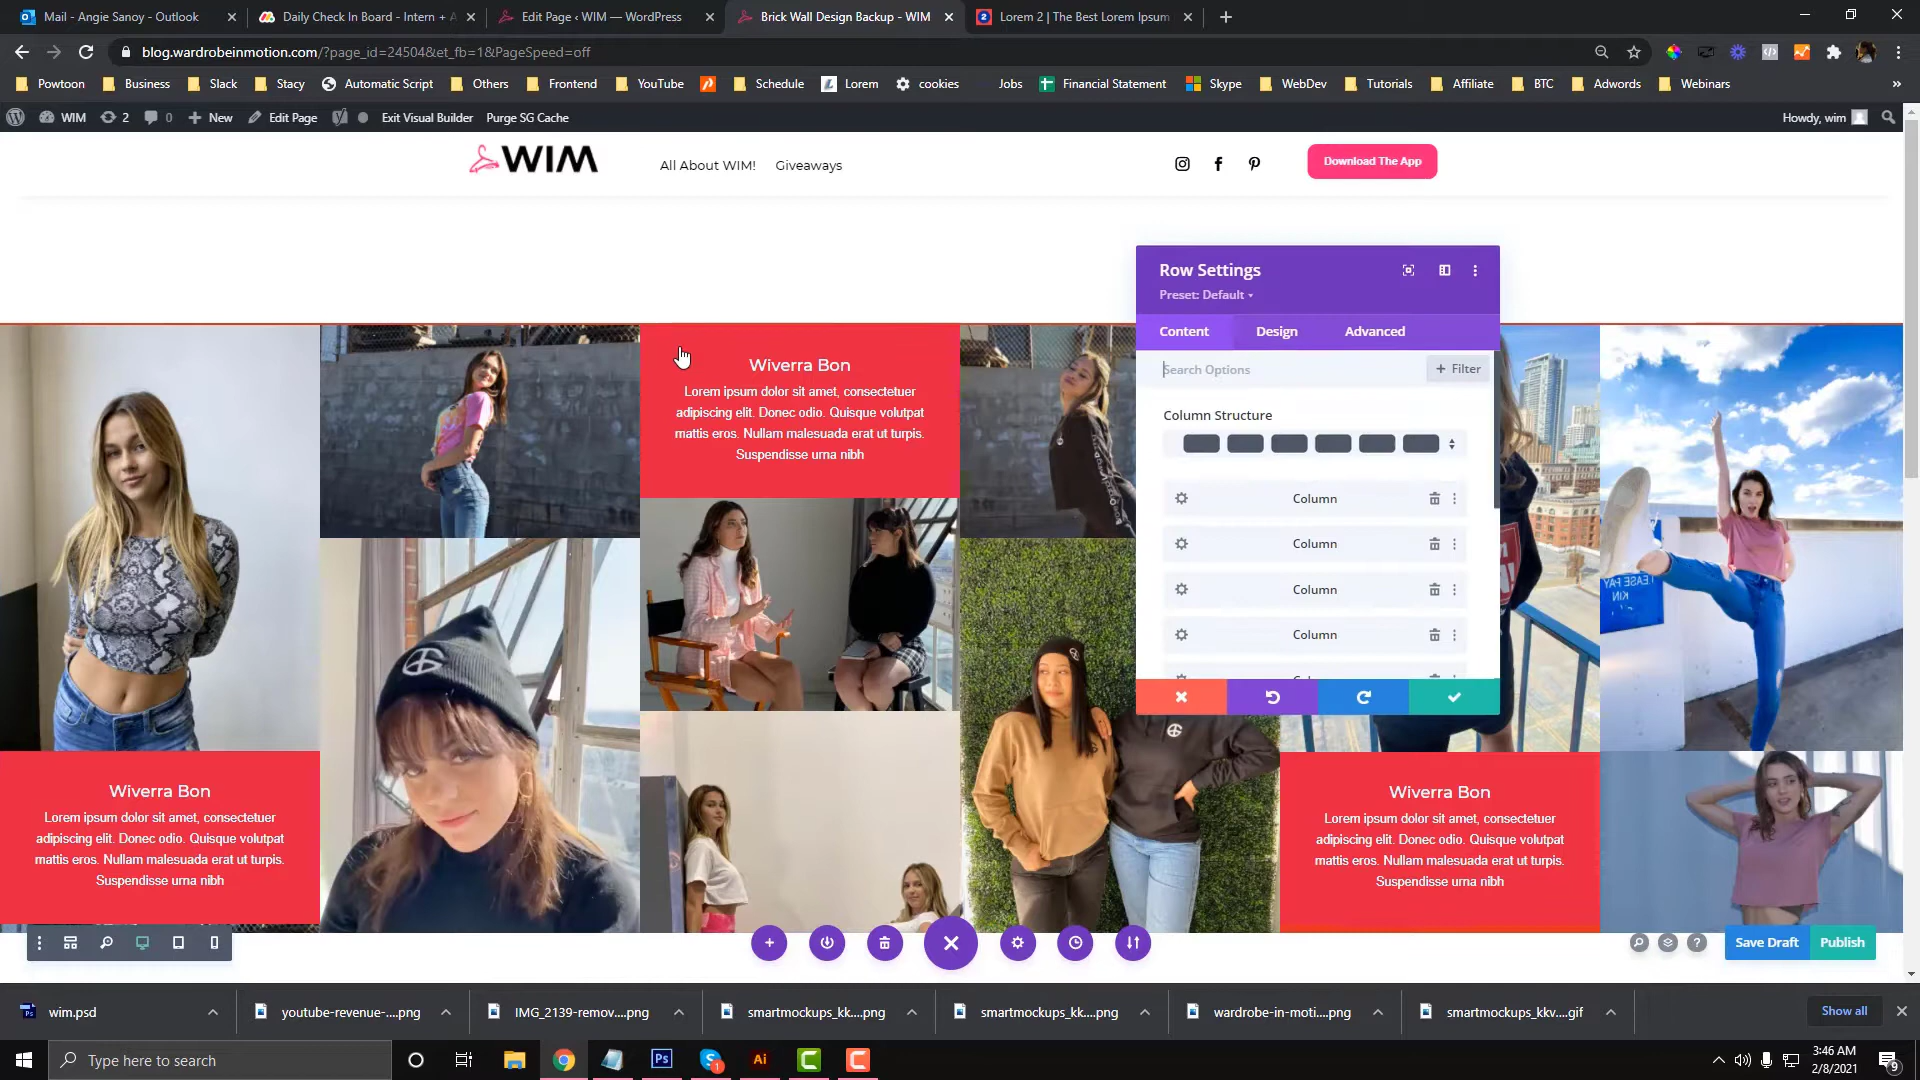 Mail - Angie Sanoy - Outlook
Daily Check In Board - Intern + A
Edit Page ‹ WIM — WordPress
Brick Wall Design Backup - WIM
Lorem 2 | The Best Lorem Ipsum
blog.wardrobeinmotion.com/?page_id=24504&et_fb=1&PageSpeed=off
Powtoon Business Slack Stacy Automatic Script Others Frontend YouTube Schedule Lorem cookies Jobs Financial Statement Skype WebDev Tutorials Affiliate BTC Adwords Webinars »
WIM 2 0 New Edit Page Exit Visual Builder Purge SG Cache Howdy, wim
WIM All About WIM! Giveaways Download The App
Row Settings
Preset: Default
Content Design Advanced
Search Options + Filter
Column Structure
Column
Column
Column
Column
Wiverra Bon
Lorem ipsum dolor sit amet, consectetuer
adipiscing elit. Donec odio. Quisque volutpat
mattis eros. Nullam malesuada erat ut turpis.
Suspendisse urna nibh
Wiverra Bon
Lorem ipsum dolor sit amet, consectetuer
adipiscing elit. Donec odio. Quisque volutpat
mattis eros. Nullam malesuada erat ut turpis.
Suspendisse urna nibh
Wiverra Bon
Lorem ipsum dolor sit amet, consectetuer
adipiscing elit. Donec odio. Quisque volutpat
mattis eros. Nullam malesuada erat ut turpis.
Suspendisse urna nibh
Save Draft Publish
wim.psd
youtube-revenue-....png
IMG_2139-remov....png
smartmockups_kk....png
smartmockups_kk....png
wardrobe-in-moti....png
smartmockups_kkv....gif
Show all
Type here to search
3:46 AM
2/8/2021